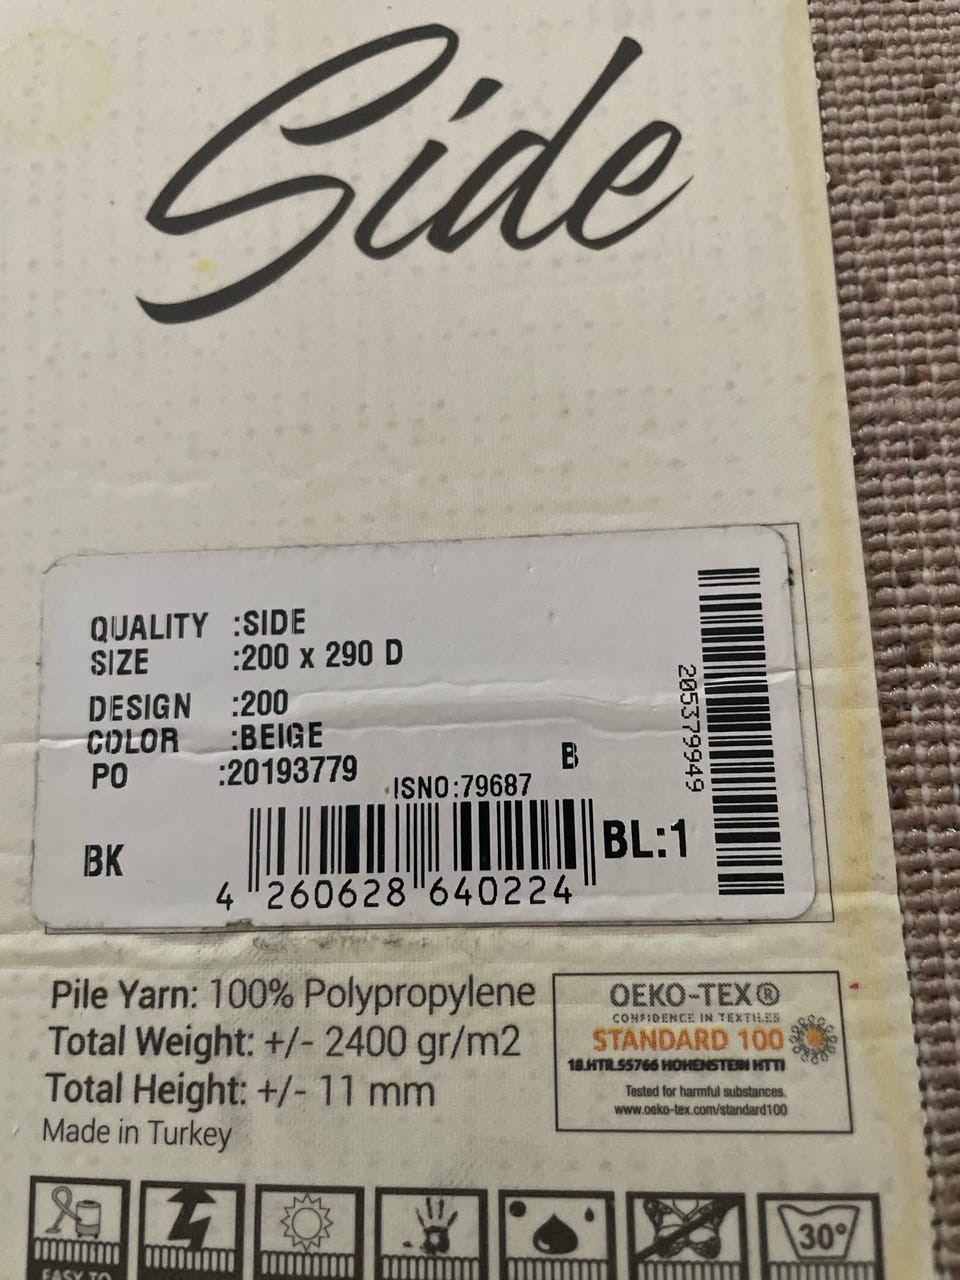 Side
QUALITY :SIDE
SIZE :200 x 290 D
DESIGN :200
COLOR :BEIGE
PO :20193779
B
ISNO:79687
BK
BL:1
4 260628 640224
20537949
Pile Yarn: 100% Polypropylene
Total Weight: +/- 2400 gr/m2
Total Height: +/- 11 mm
Made in Turkey
OEKO-TEX®
CONFIDENCE IN TEXTILES
STANDARD 100
18.HTR.55766 HOHENSTEIN HTTI
Tested for harmful substances.
www.oeko-tex.com/standard100
30°
EASY TO